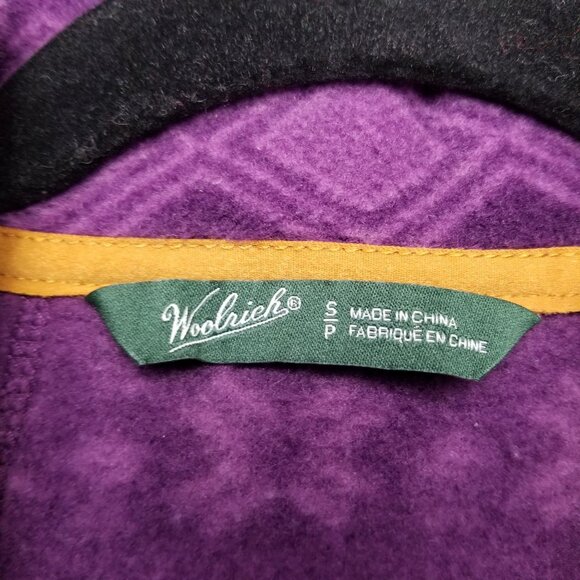 Woolrich® S MADE IN CHINA
P FABRIQUÉ EN CHINE